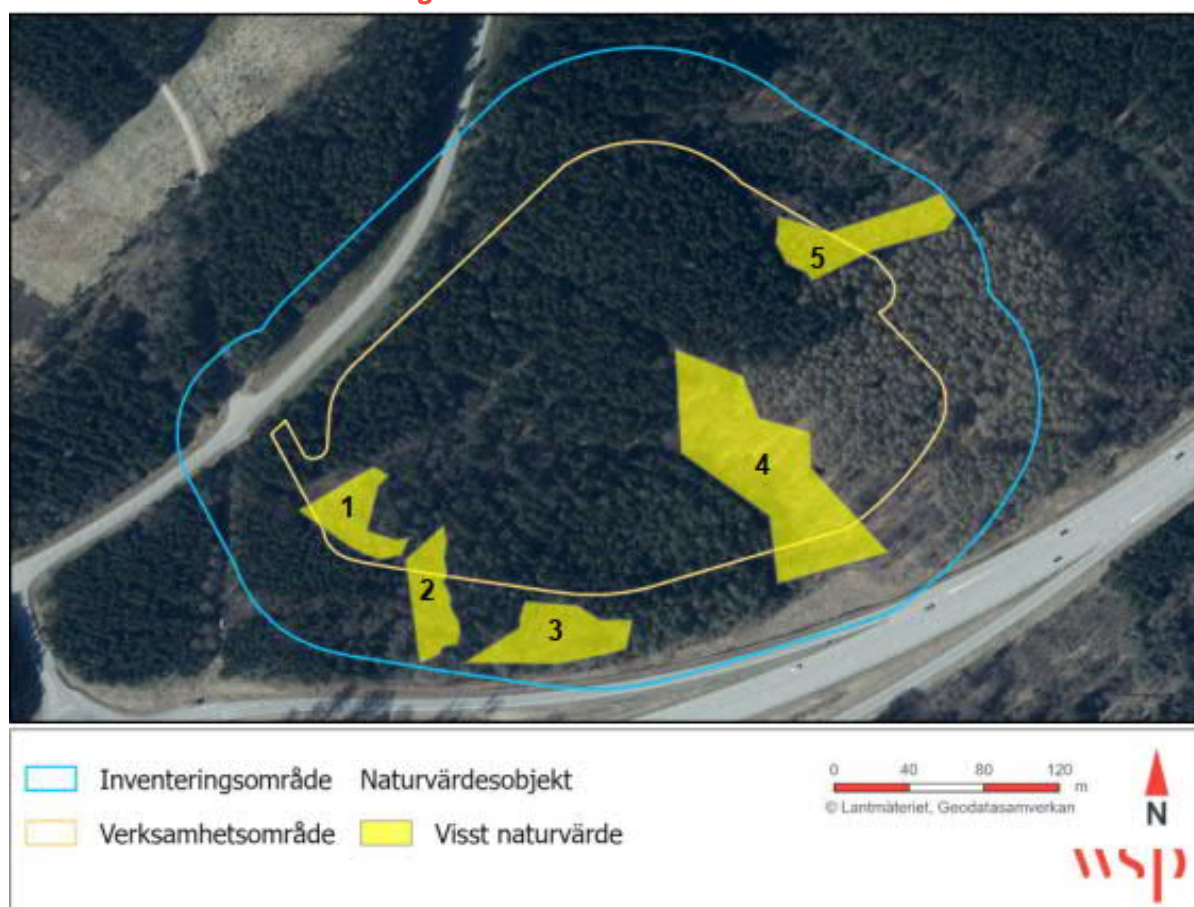 5
4
1
2
3
Inventeringsområde Naturvärdesobjekt
Verksamhetsområde Visst naturvärde
0 40 80 120 m
© Lantmäteriet, Geodatasamverkan
N
wsp